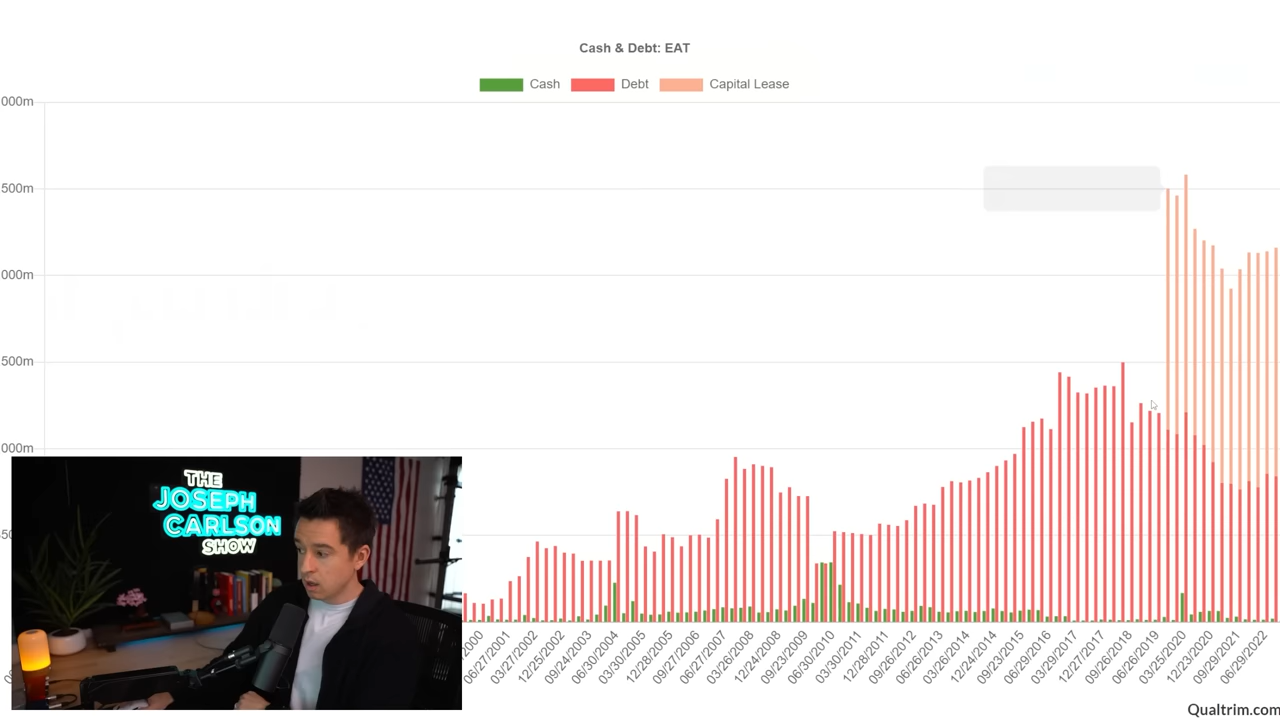 Cash & Debt: EAT
Cash Debt Capital Lease
000m
500m
000m
500m
000m
THE
JOSEPH
CARLSON
SHOW
06/27/2001 03/27/2002 12/25/2002 09/24/2003 06/30/2004 03/30/2005 12/28/2005 09/27/2006 06/27/2007 03/26/2008 12/24/2008 09/23/2009 06/30/2010 03/30/2011 12/28/2011 09/26/2012 06/26/2013 03/26/2014 12/24/2014 09/23/2015 06/29/2016 03/29/2017 12/27/2017 09/26/2018 06/26/2019 03/25/2020 12/23/2020 09/29/2021 06/29/2022
Qualtrim.com